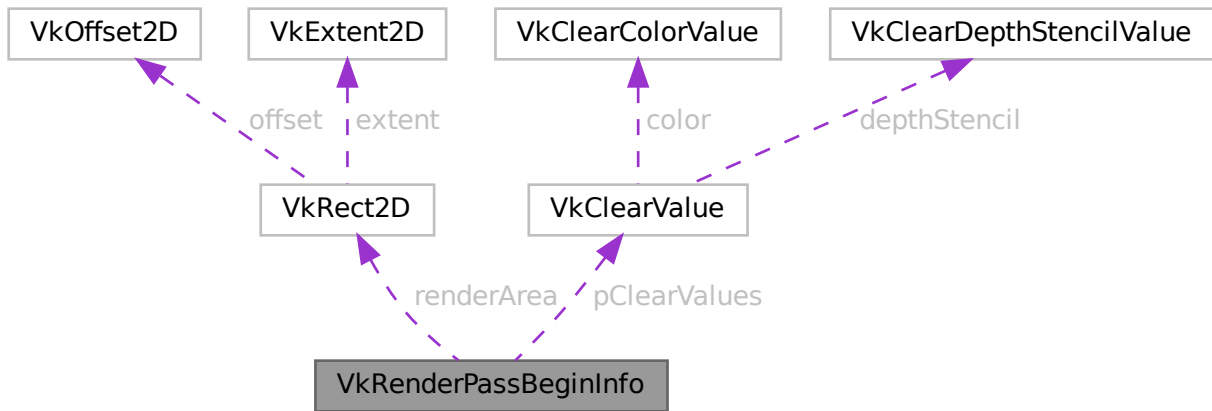 VkOffset2D
VkExtent2D
VkClearColorValue
VkClearDepthStencilValue
offset
extent
color
depthStencil
VkRect2D
VkClearValue
renderArea
pClearValues
VkRenderPassBeginInfo